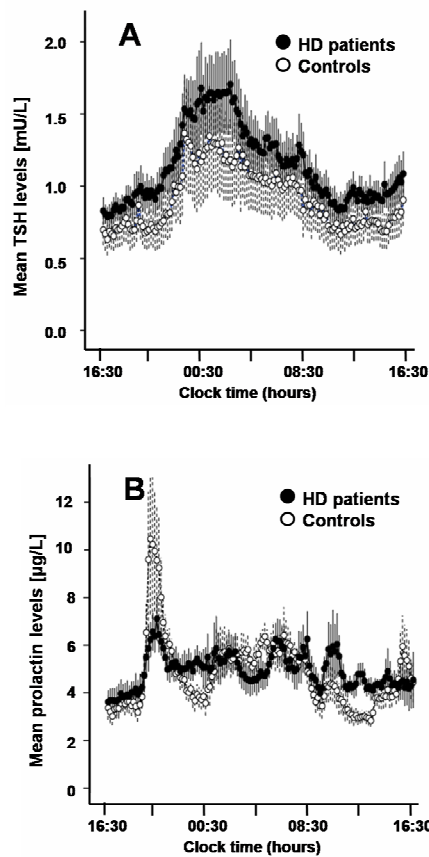 A
HD patients
Controls
Mean TSH levels [mU/L]
2.0
1.5
1.0
0.5
0.0
16:30 00:30 08:30 16:30
Clock time (hours)
B
HD patients
Controls
Mean prolactin levels [µg/L]
12
10
8
6
4
2
0
16:30 00:30 08:30 16:30
Clock time (hours)